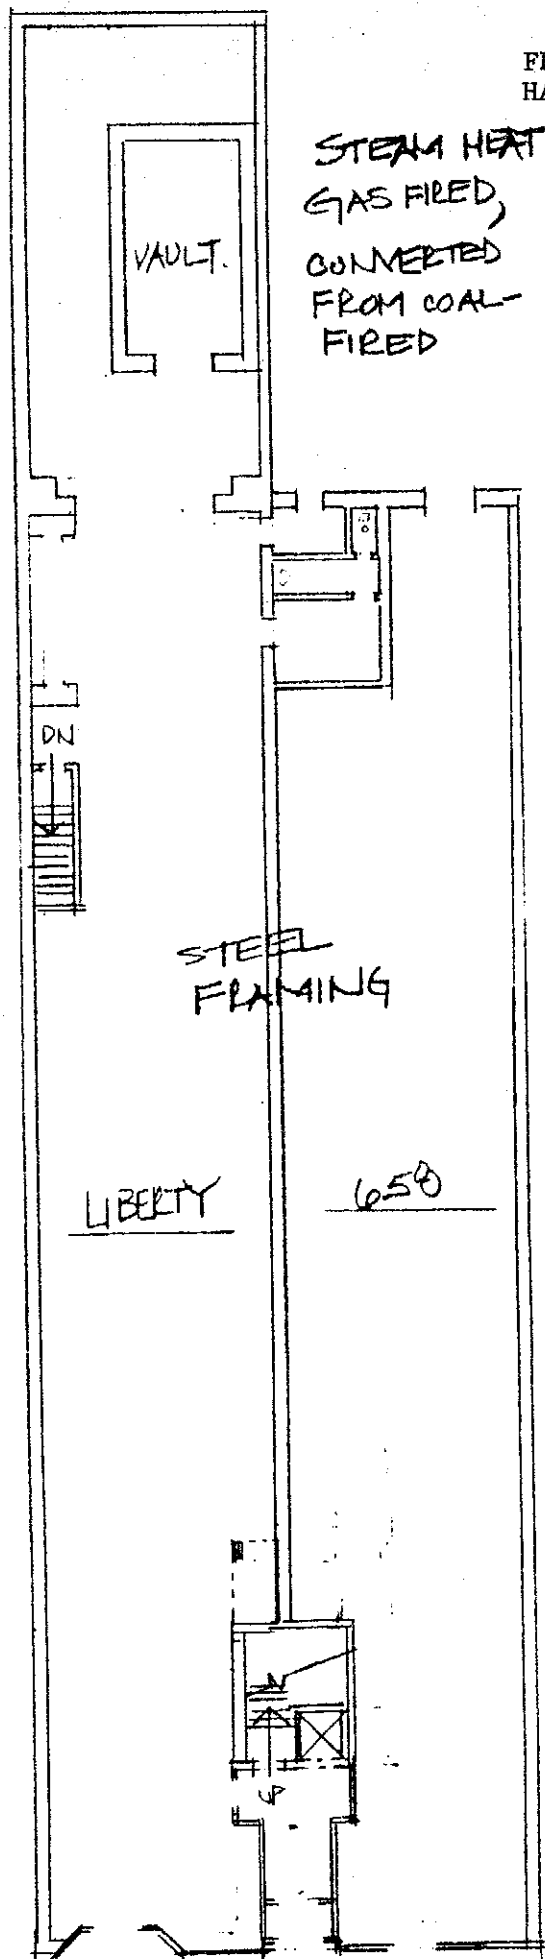 STEAM HEAT
GAS FIRED,
CONVERTED
FROM COAL-
FIRED
VAULT.
DN
STEEL
FRAMING
LIBERTY
658
UP